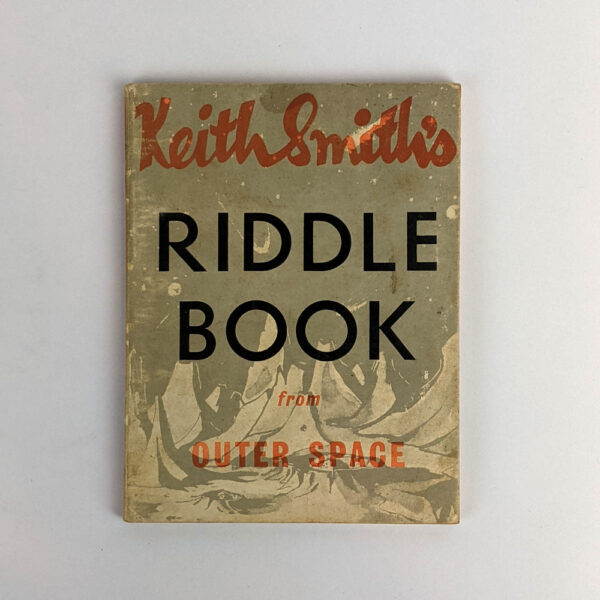 Keith Smith's
RIDDLE
BOOK
from
OUTER SPACE